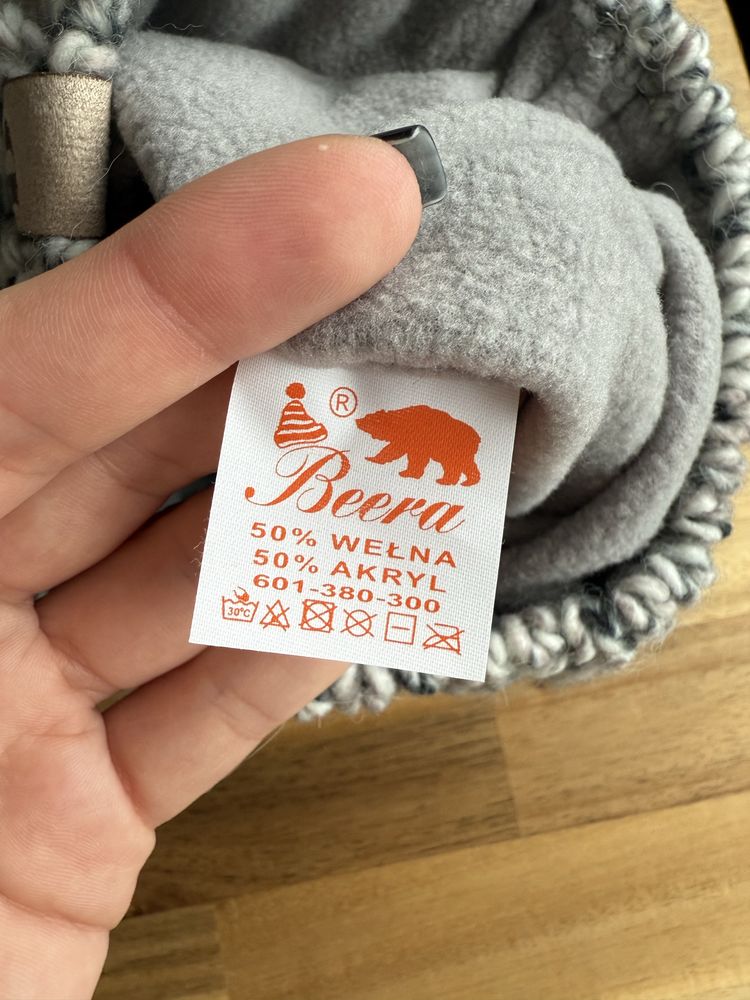 ®
Beera
50% WEŁNA
50% AKRYL
601-380-300
30°C